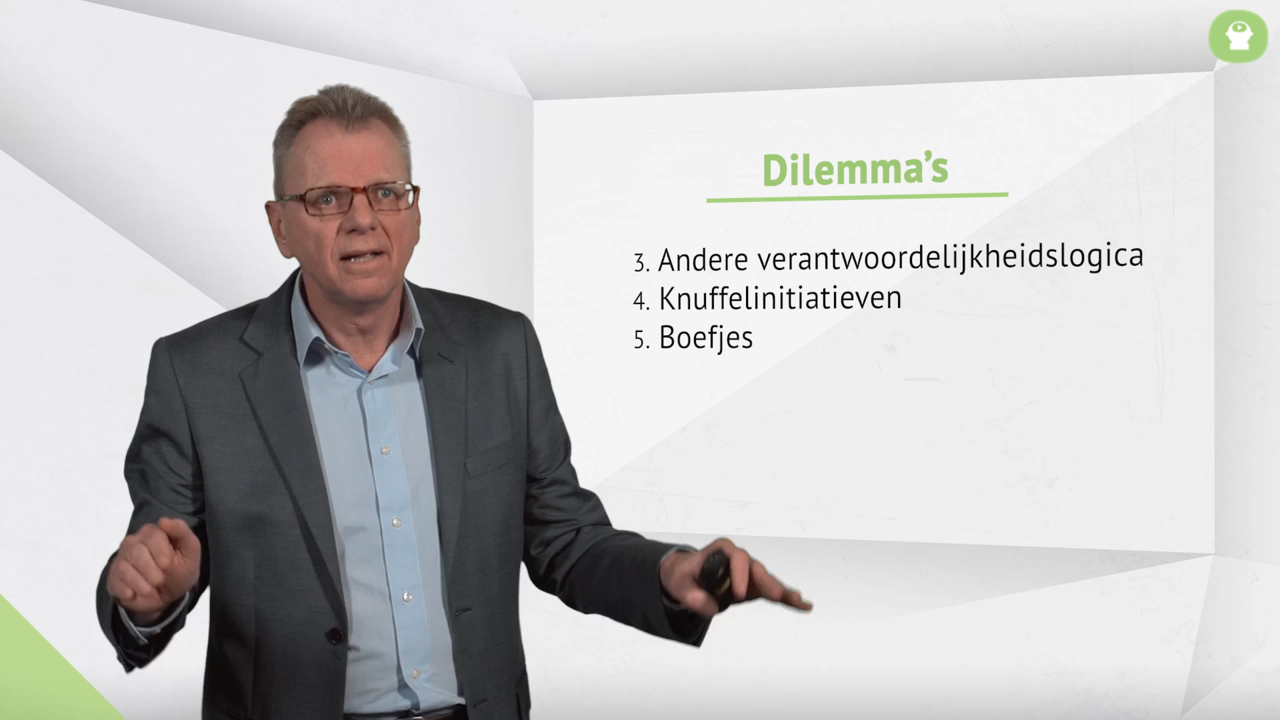 Dilemma's
3. Andere verantwoordelijkheidslogica
4. Knuffelinitiatieven
5. Boefjes